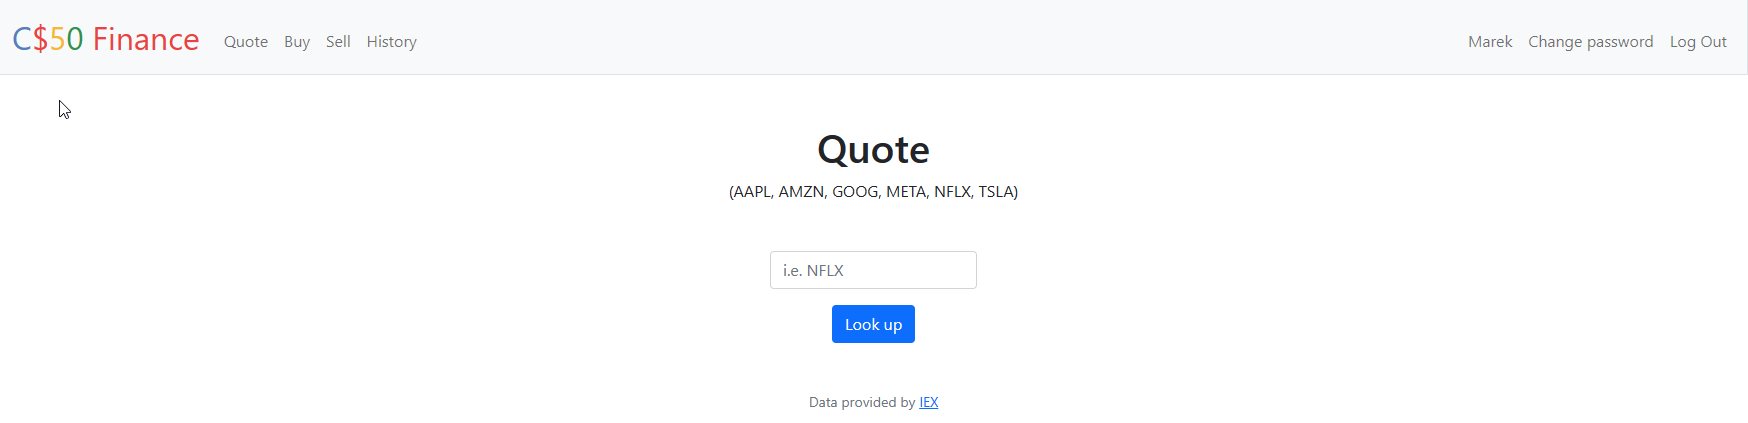 C$50 Finance Quote Buy Sell History Marek Change password Log Out
Quote
(AAPL, AMZN, GOOG, META, NFLX, TSLA)
i.e. NFLX
Look up
Data provided by IEX